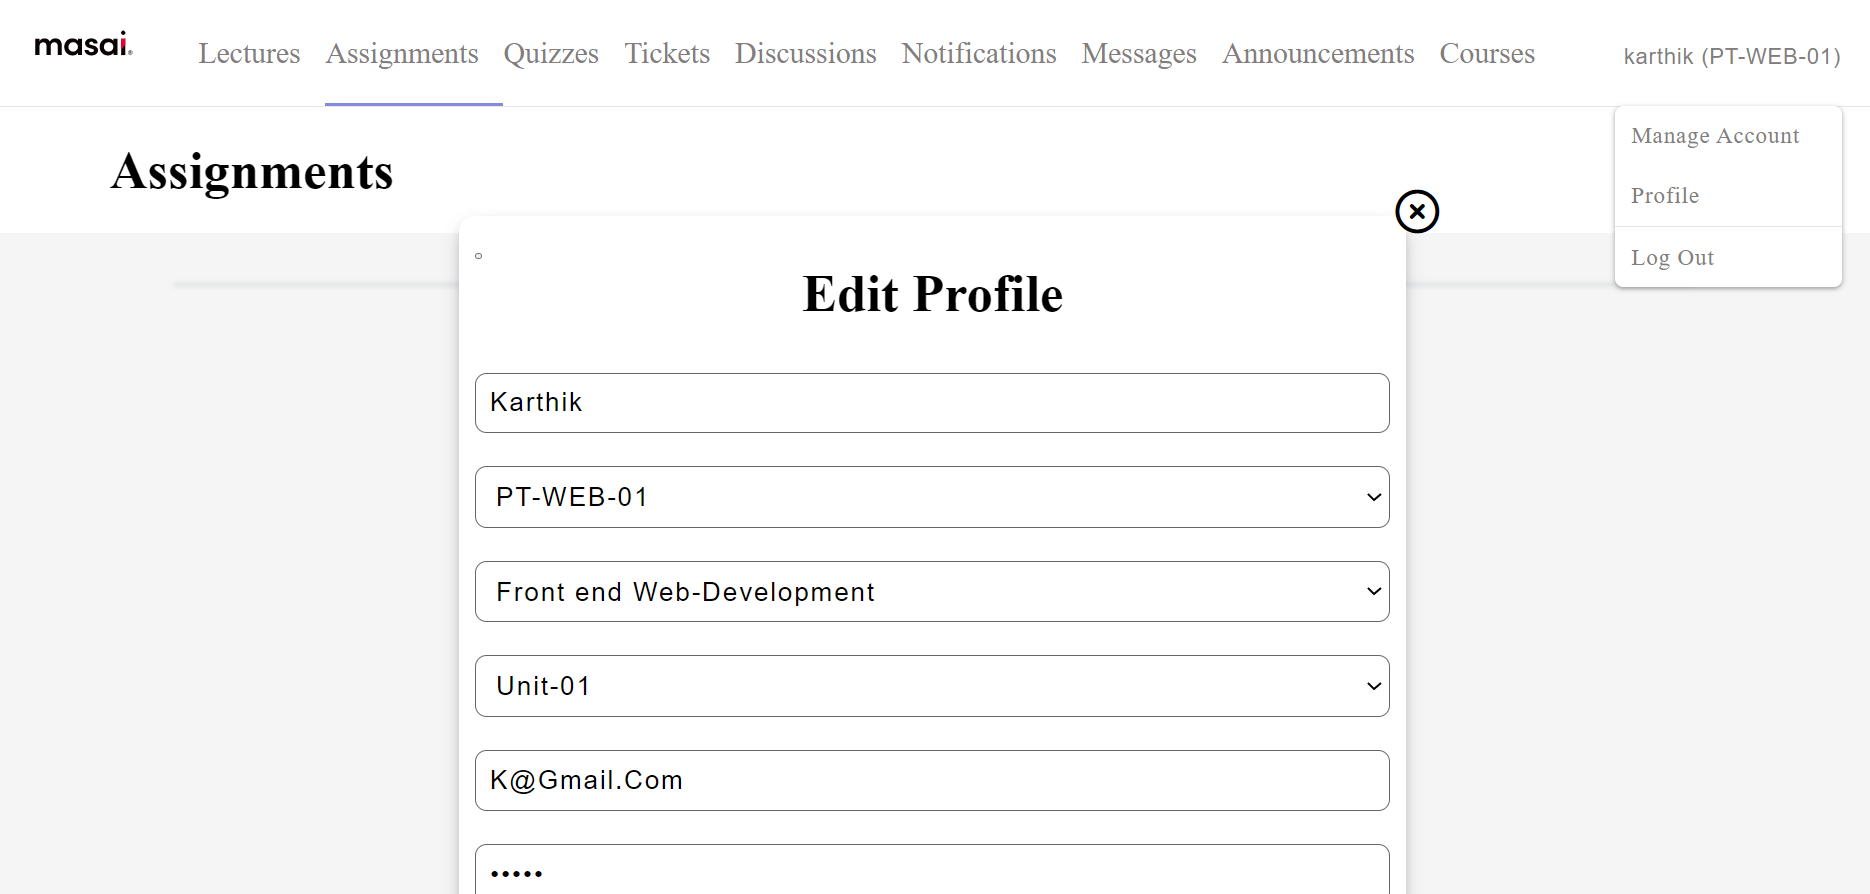 masai.
Lectures Assignments Quizzes Tickets Discussions Notifications Messages Announcements Courses karthik (PT-WEB-01)
Manage Account
Profile
Log Out
Assignments
Edit Profile
Karthik
PT-WEB-01
Front end Web-Development
Unit-01
K@Gmail.Com
•••••